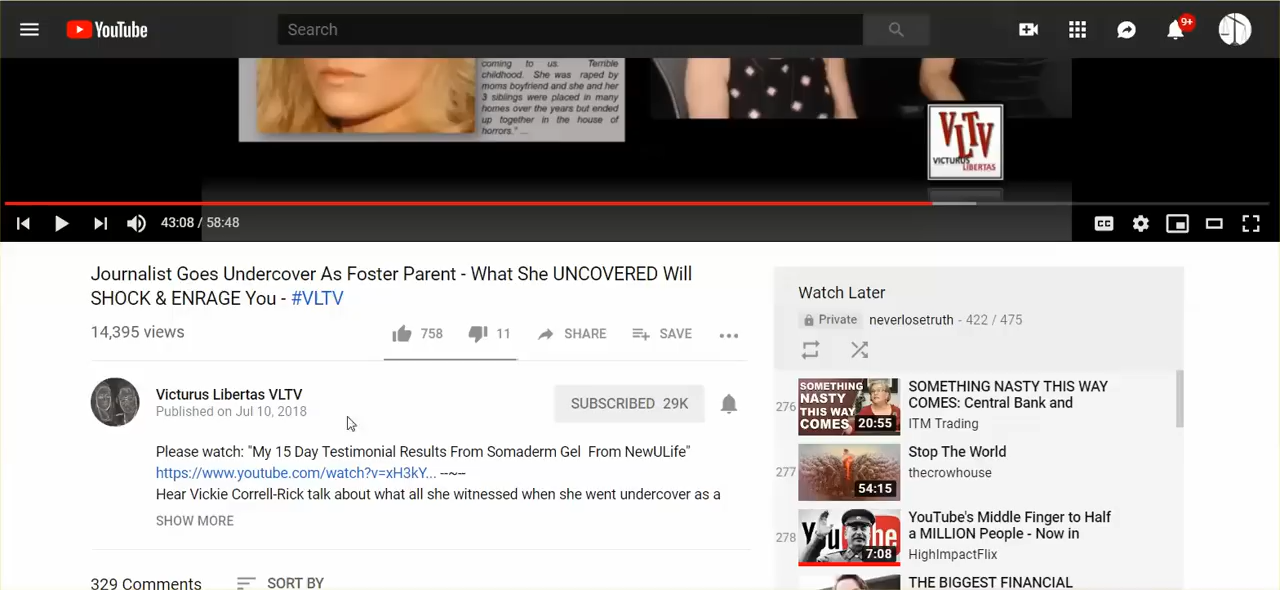 YouTube
Search
9+
coming to us. Terrible
childhood. She was raped by
moms boyfriend and she and her
3 siblings were placed in many
homes over the years but ended
up together in the house of
horrors." ...
VLTV
VICTURUS
LIBERTAS
43:08 / 58:48
CC
Journalist Goes Undercover As Foster Parent - What She UNCOVERED Will
SHOCK & ENRAGE You - #VLTV
14,395 views
758
11
SHARE
SAVE
Victurus Libertas VLTV
Published on Jul 10, 2018
SUBSCRIBED 29K
Please watch: "My 15 Day Testimonial Results From Somaderm Gel From NewULife"
https://www.youtube.com/watch?v=xH3kY... --~--
Hear Vickie Correll-Rick talk about what all she witnessed when she went undercover as a
SHOW MORE
329 Comments
SORT BY
Watch Later
Private neverlosetruth - 422 / 475
276
SOMETHING
NASTY
THIS WAY
COMES,
20:55
SOMETHING NASTY THIS WAY
COMES: Central Bank and
ITM Trading
277
54:15
Stop The World
thecrowhouse
278
7:08
YouTube's Middle Finger to Half
a MILLION People - Now in
HighImpactFlix
THE BIGGEST FINANCIAL